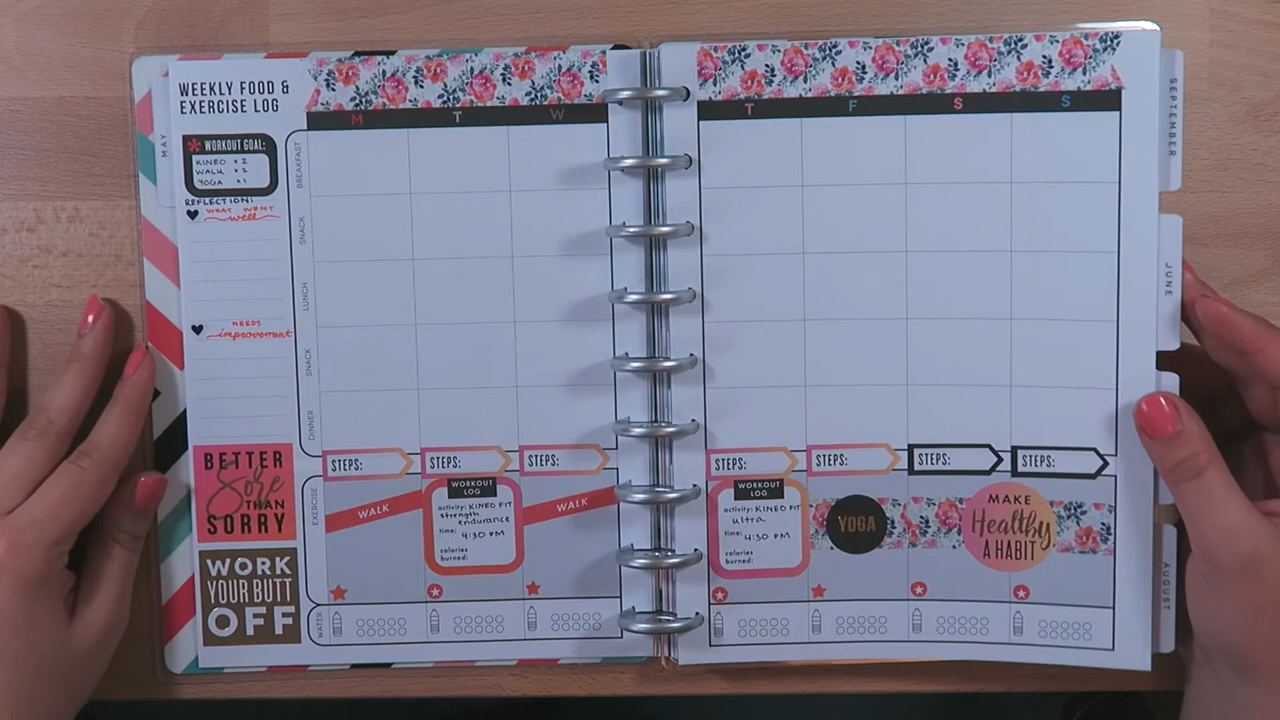 WEEKLY FOOD &
EXERCISE LOG
MAY
WORKOUT GOAL:
KINEO x 2
WALK x 2
YOGA x 1
REFLECTION:
WHAT WENT
well
NEEDS
improvement
BETTER
Sore
THAN
SORRY
WORK
YOUR BUTT
OFF
M T W
BREAKFAST
SNACK
LUNCH
SNACK
DINNER
EXERCISE
WATER
STEPS: STEPS: STEPS:
WALK
WORKOUT
LOG
activity: KINEO FIT
strength
endurance
time: 4:30 PM
calories
burned:
WALK
T F S S
STEPS: STEPS: STEPS: STEPS:
WORKOUT
LOG
activity: KINEO FIT
ultra
time: 4:30 PM
calories
burned:
YOGA
MAKE
Healthy
A HABIT
SEPTEMBER
JUNE
AUGUST